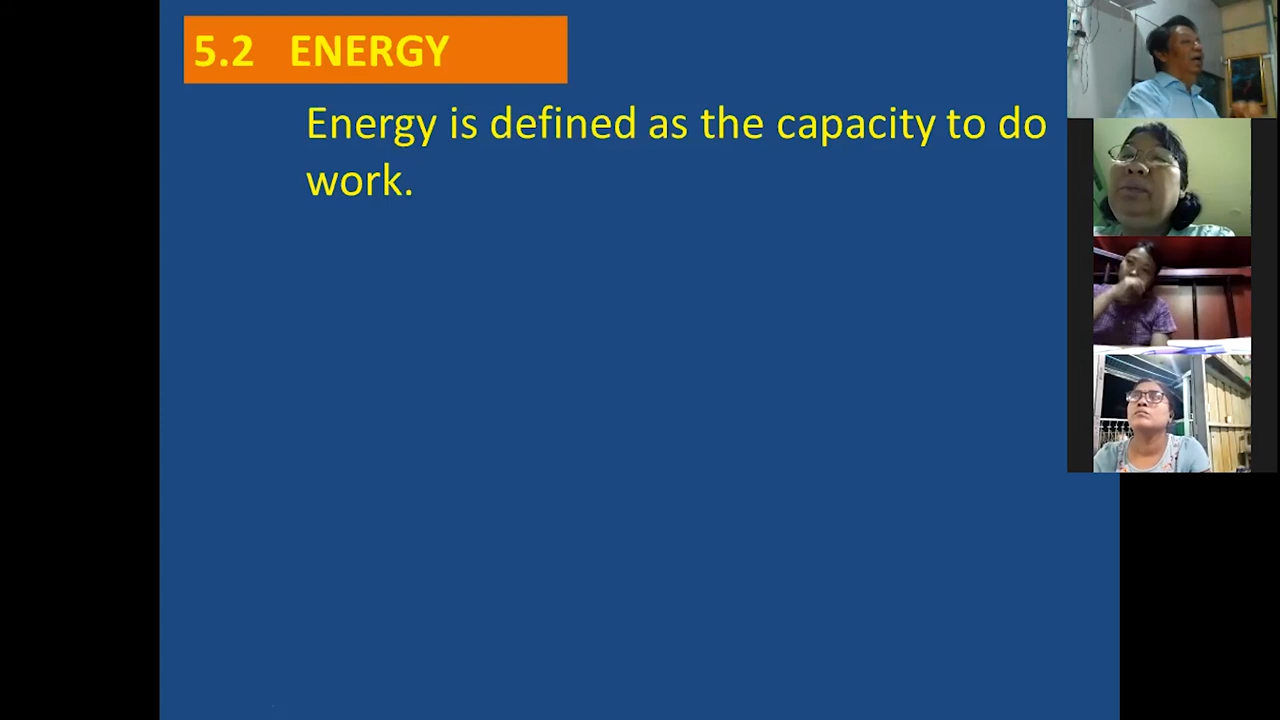 5.2 ENERGY
Energy is defined as the capacity to do
work.